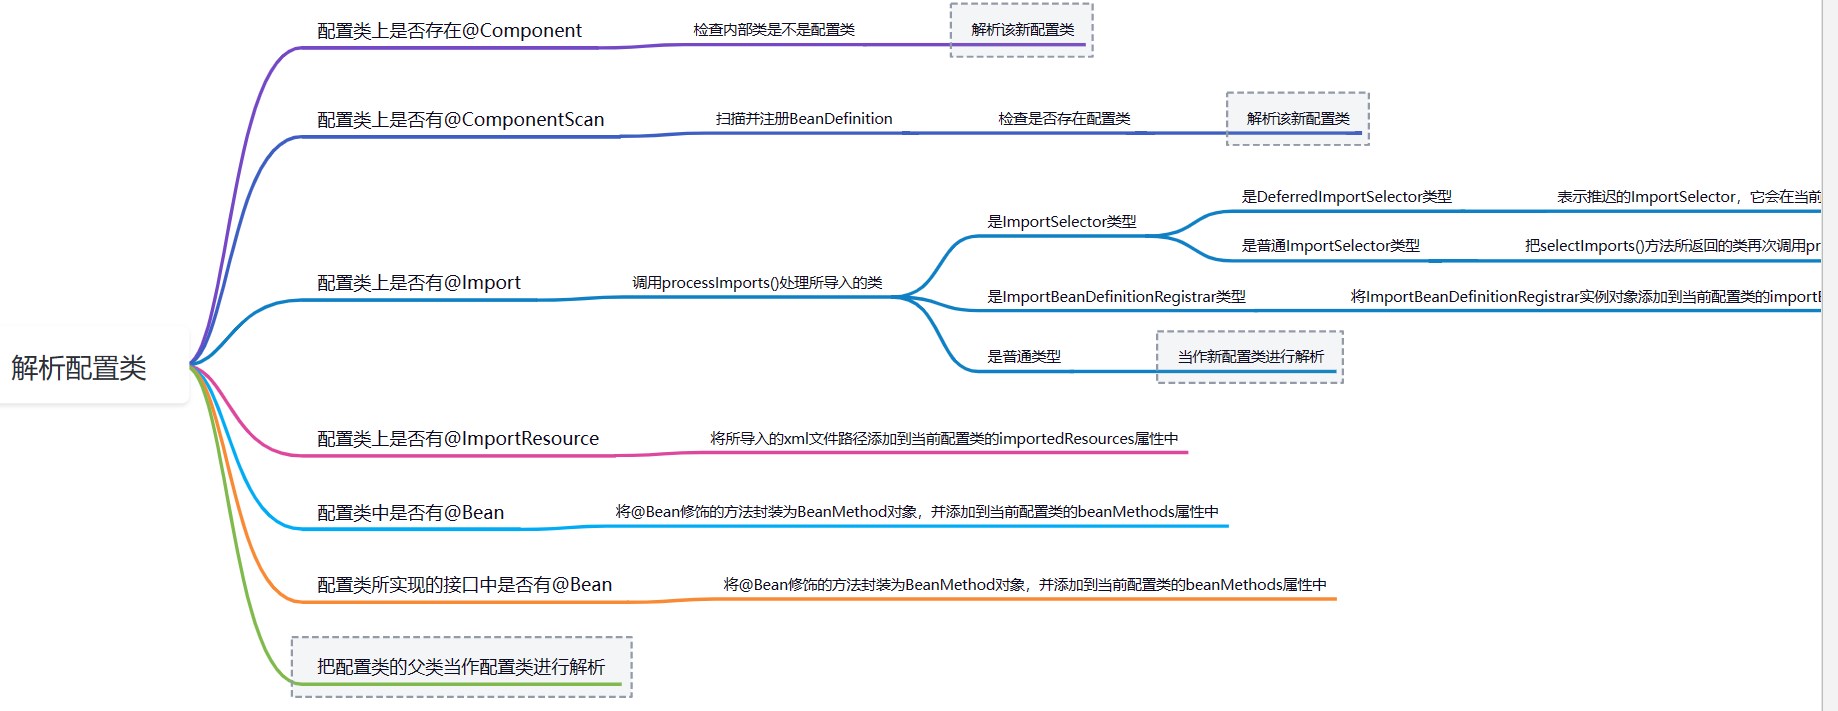 解析配置类
配置类上是否存在@Component
检查内部类是不是配置类
解析该新配置类
配置类上是否有@ComponentScan
扫描并注册BeanDefinition
检查是否存在配置类
解析该新配置类
配置类上是否有@Import
调用processImports()处理所导入的类
是ImportSelector类型
是DeferredImportSelector类型
表示推迟的ImportSelector，它会在当前
是普通ImportSelector类型
把selectImports()方法所返回的类再次调用pr
是ImportBeanDefinitionRegistrar类型
将ImportBeanDefinitionRegistrar实例对象添加到当前配置类的importB
是普通类型
当作新配置类进行解析
配置类上是否有@ImportResource
将所导入的xml文件路径添加到当前配置类的importedResources属性中
配置类中是否有@Bean
将@Bean修饰的方法封装为BeanMethod对象，并添加到当前配置类的beanMethods属性中
配置类所实现的接口中是否有@Bean
将@Bean修饰的方法封装为BeanMethod对象，并添加到当前配置类的beanMethods属性中
把配置类的父类当作配置类进行解析